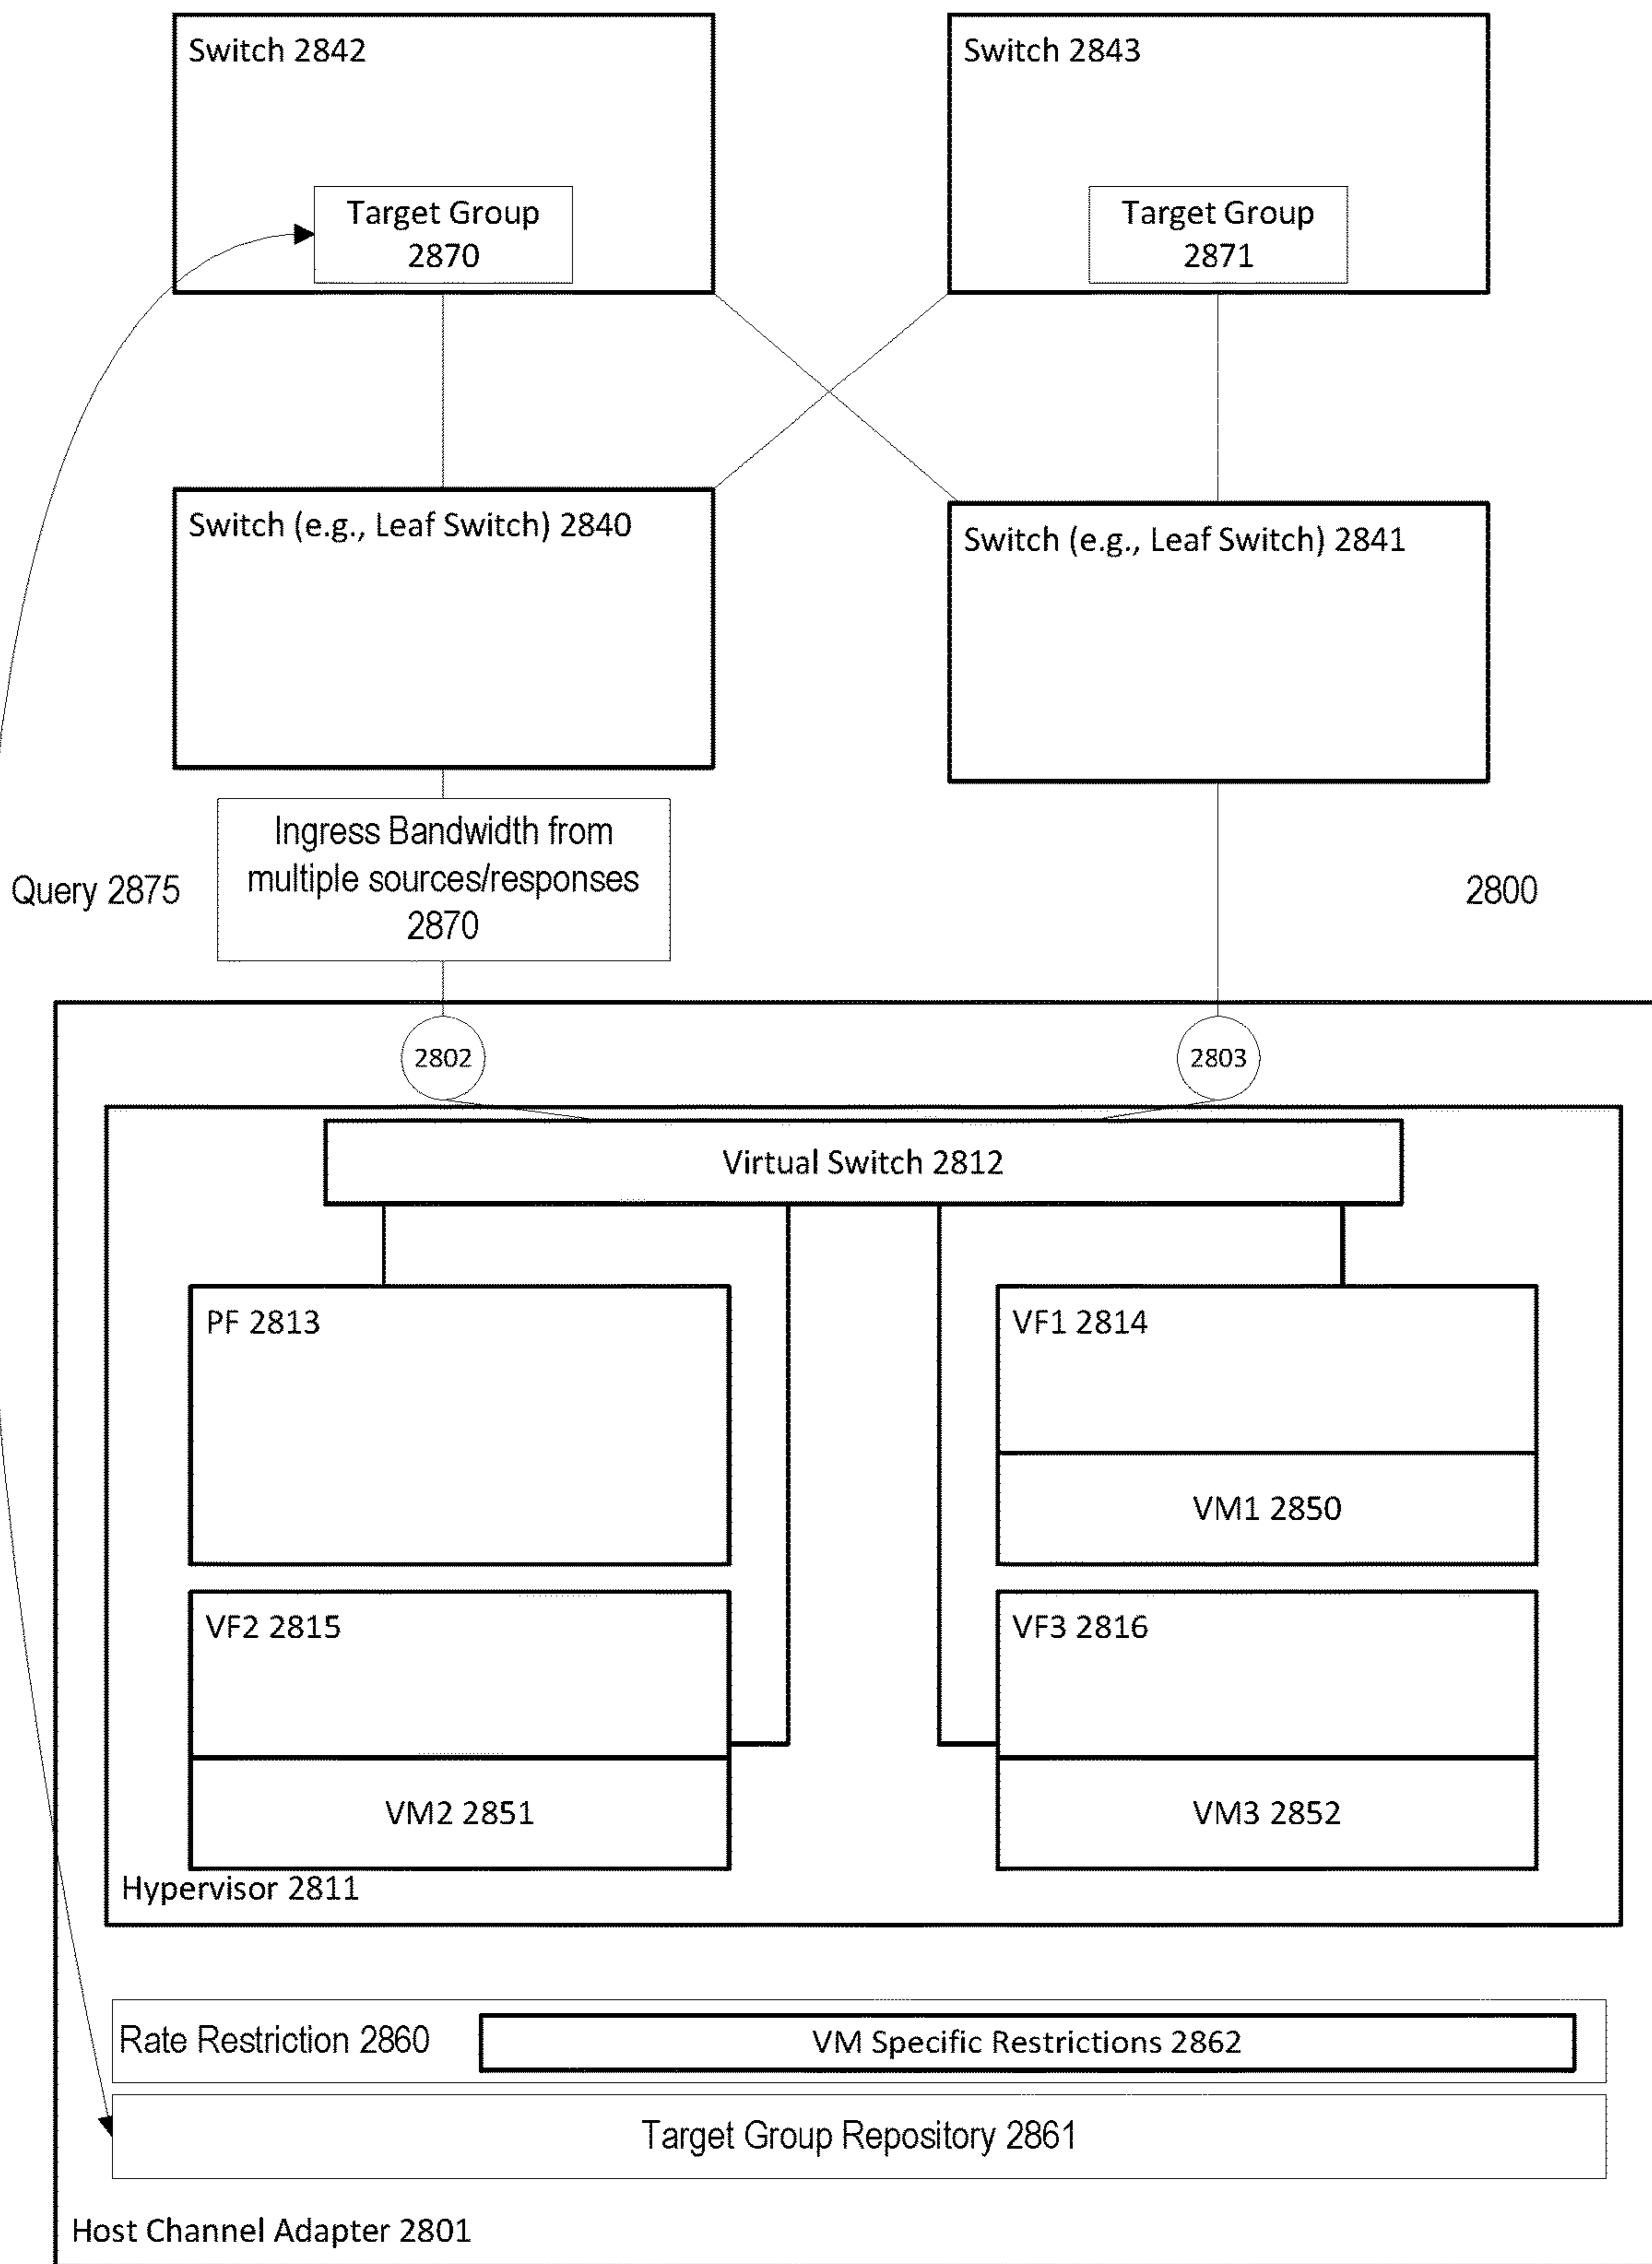 Switch 2842
Switch 2843
Target Group
2870
Target Group
2871
Switch (e.g., Leaf Switch) 2840
Switch (e.g., Leaf Switch) 2841
Ingress Bandwidth from
multiple sources/responses
2870
Query 2875
2800
2802
2803
Virtual Switch 2812
PF 2813
VF1 2814
VM1 2850
VF2 2815
VF3 2816
VM2 2851
VM3 2852
Hypervisor 2811
Rate Restriction 2860
VM Specific Restrictions 2862
Target Group Repository 2861
Host Channel Adapter 2801